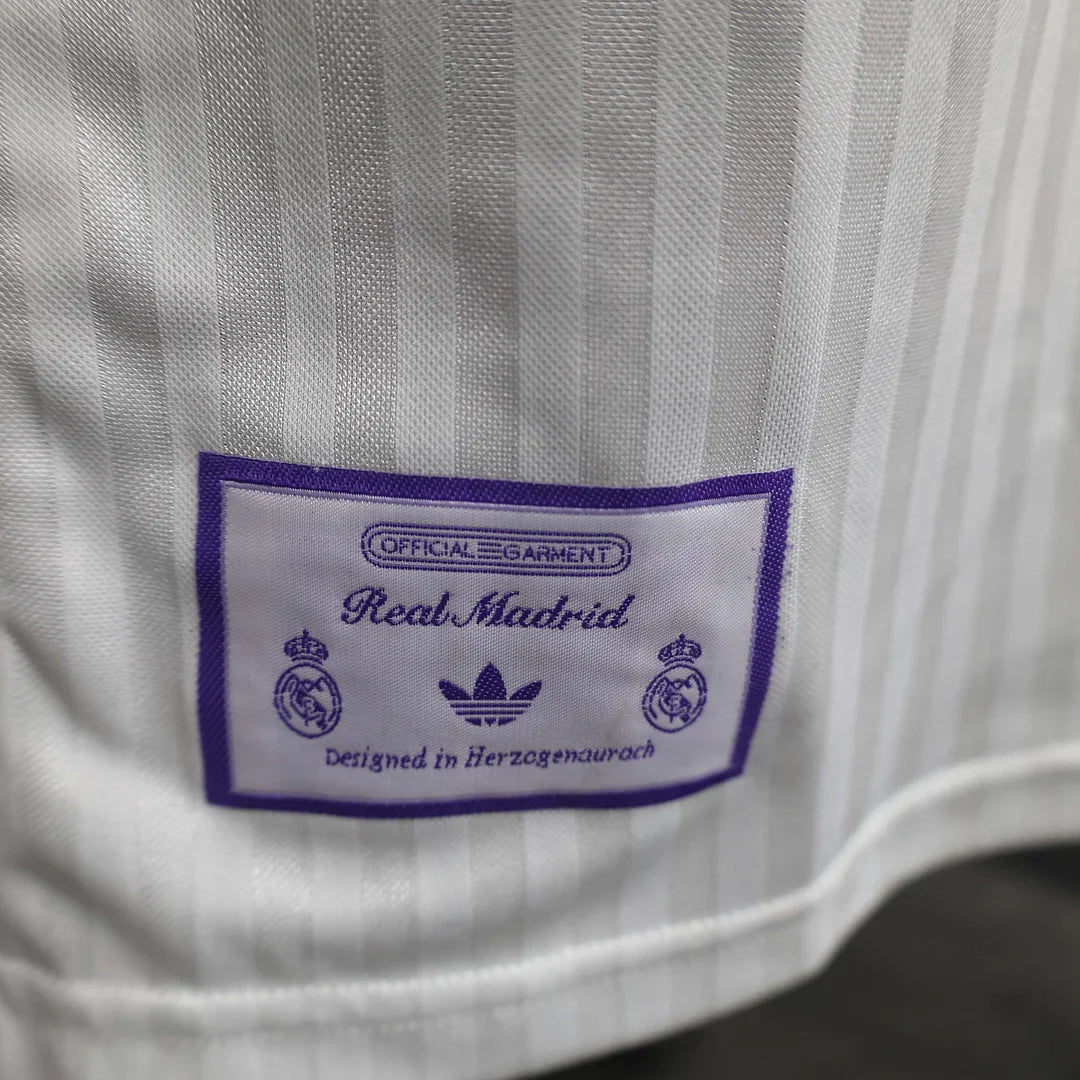 OFFICIAL GARMENT
Real Madrid
Designed in Herzogenaurach